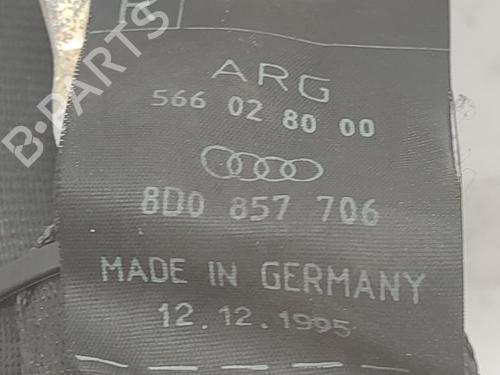 ARG
566 02 80 00
8D0 857 706
MADE IN GERMANY
12.12.1995
B-PARTS